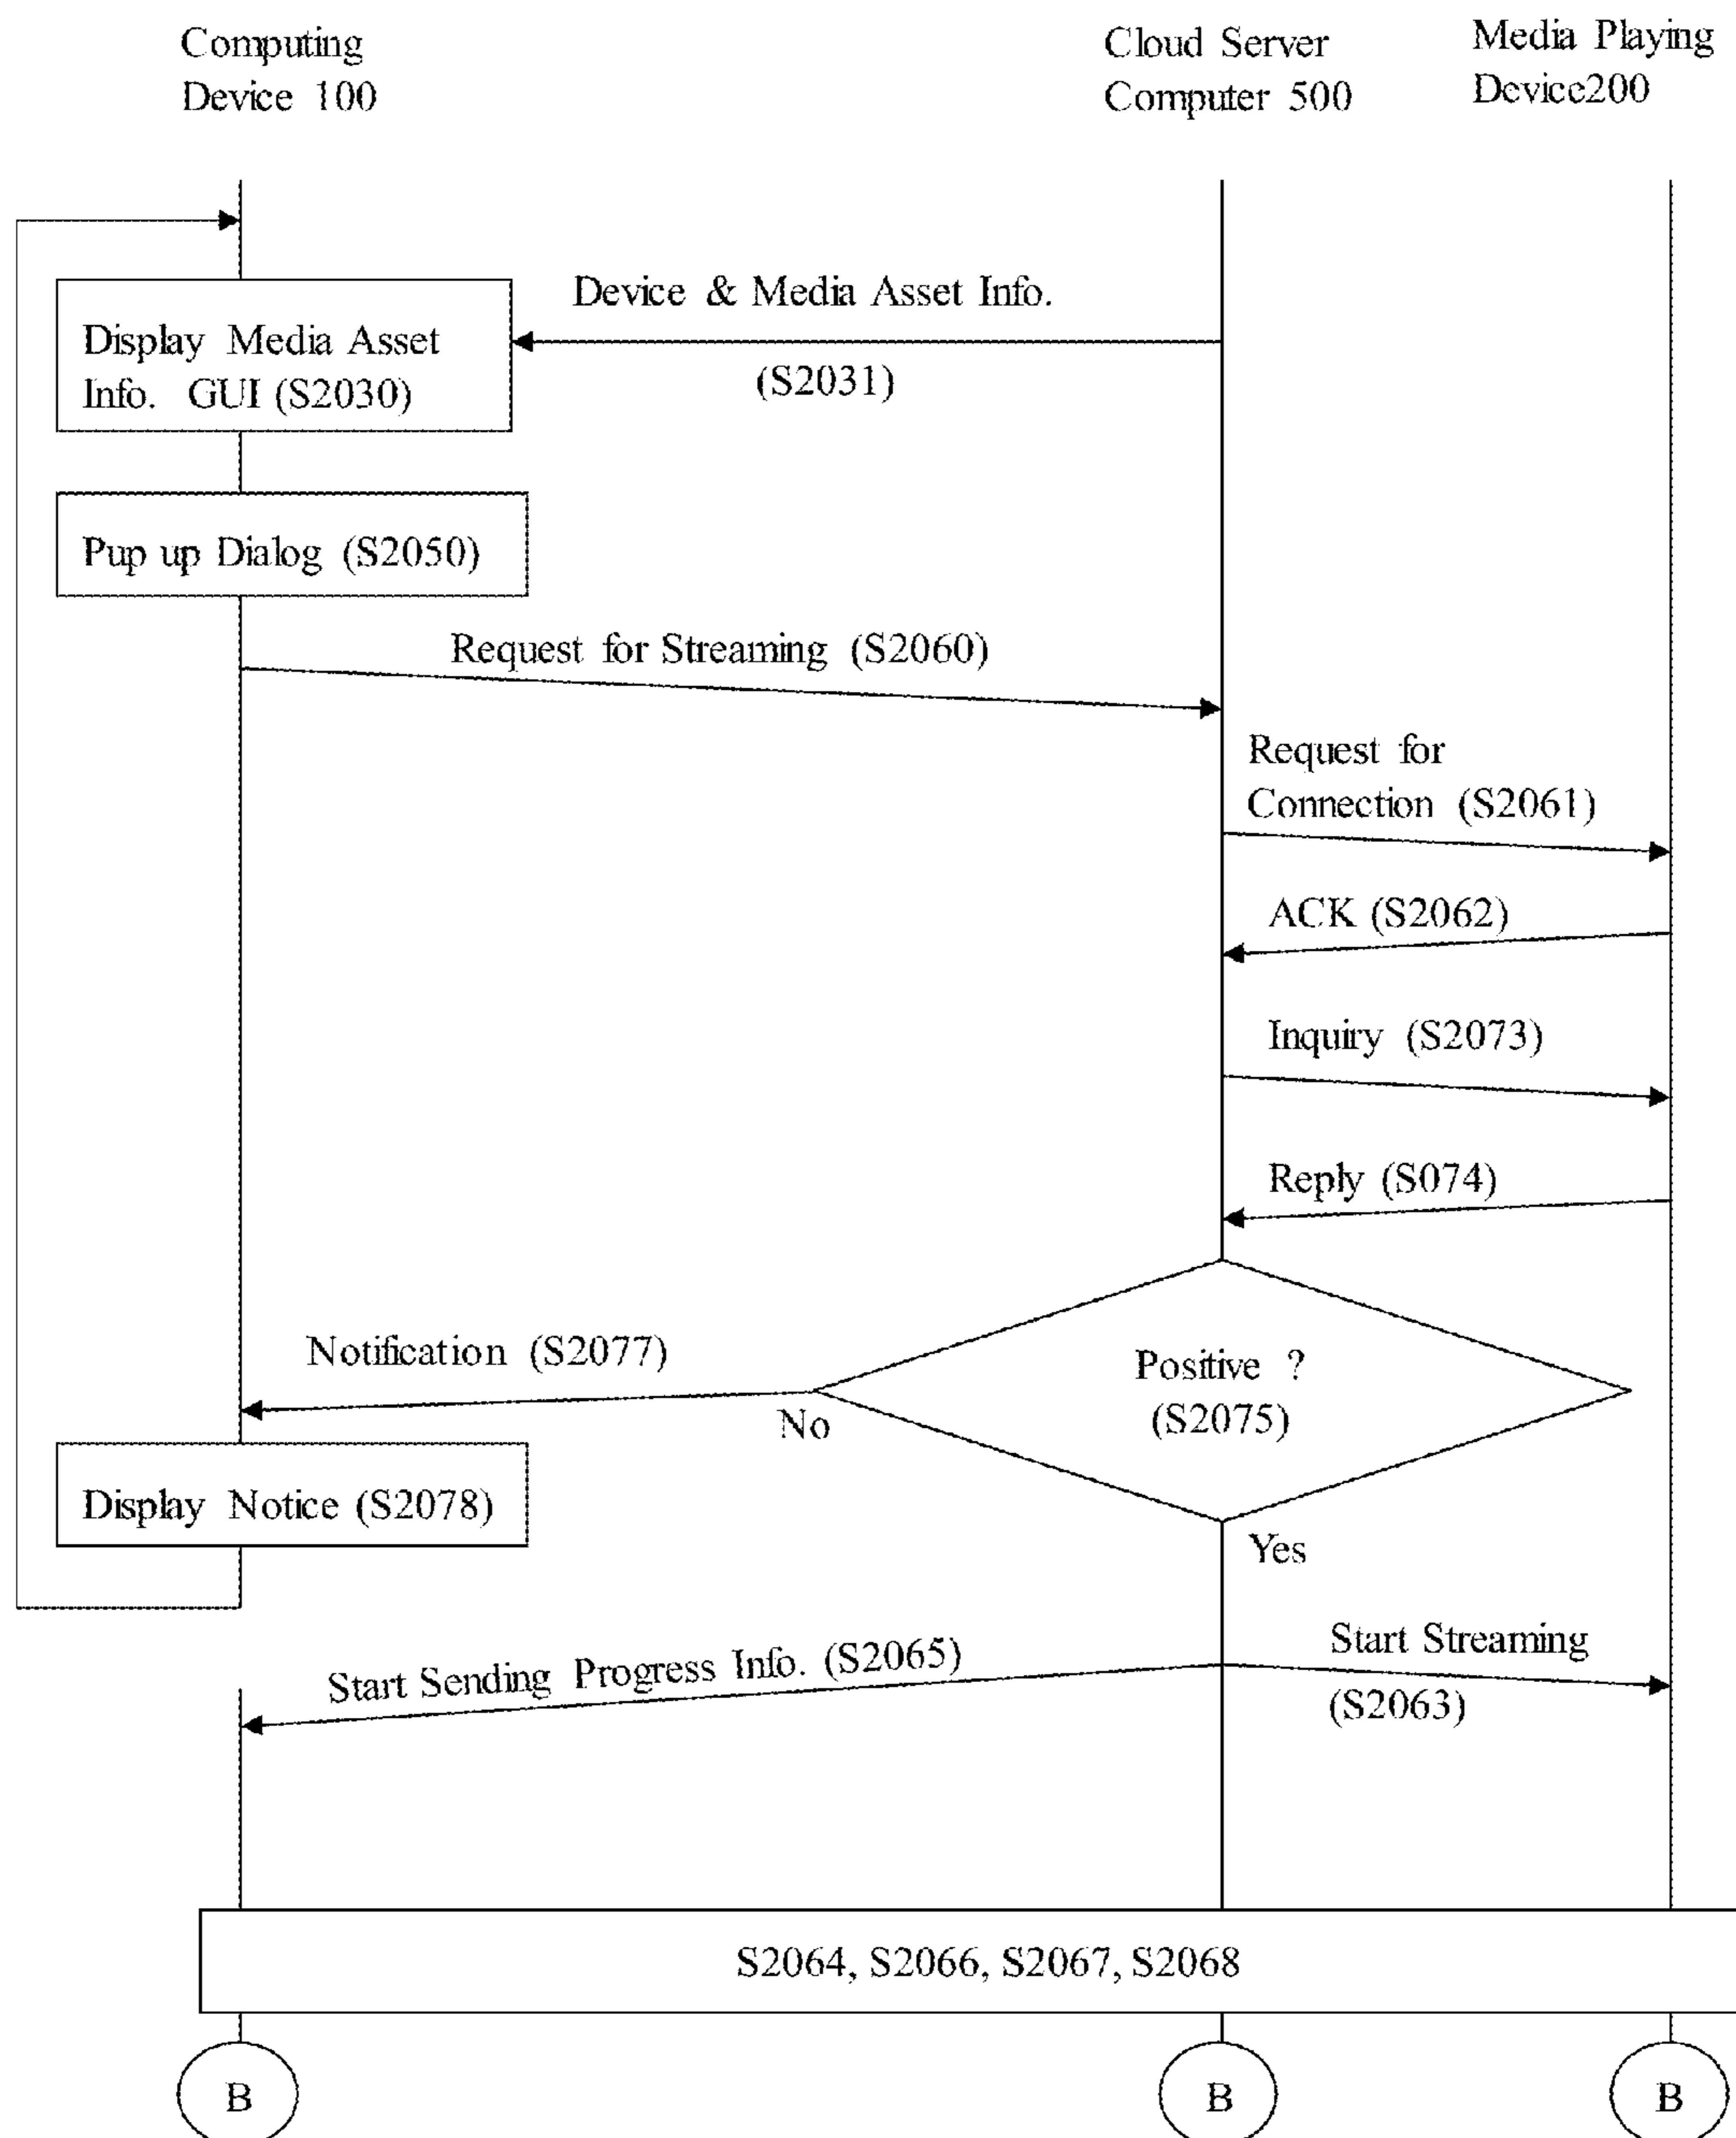 Computing
Device 100
Cloud Server
Computer 500
Media Playing
Device200
Device & Media Asset Info.
(S2031)
Display Media Asset
Info. GUI (S2030)
Pup up Dialog (S2050)
Request for Streaming (S2060)
Request for
Connection (S2061)
ACK (S2062)
Inquiry (S2073)
Reply (S074)
Positive ?
(S2075)
Notification (S2077)
No
Display Notice (S2078)
Yes
Start Sending Progress Info. (S2065)
Start Streaming
(S2063)
S2064, S2066, S2067, S2068
B
B
B